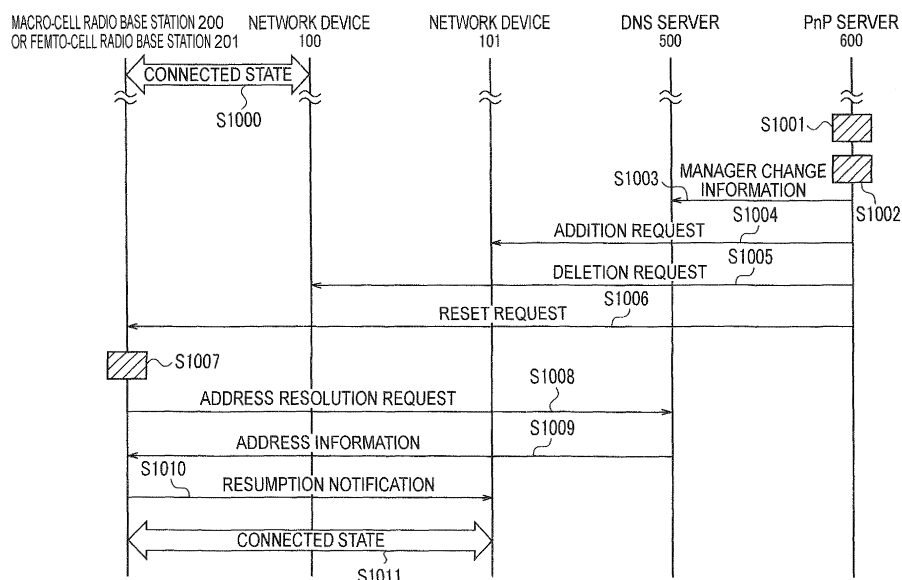 MACRO-CELL RADIO BASE STATION 200
OR FEMTO-CELL RADIO BASE STATION 201
NETWORK DEVICE
100
NETWORK DEVICE
101
DNS SERVER
500
PnP SERVER
600
CONNECTED STATE
S1000
S1001
S1002
S1003
MANAGER CHANGE
INFORMATION
S1004
ADDITION REQUEST
S1005
DELETION REQUEST
S1006
RESET REQUEST
S1007
S1008
ADDRESS RESOLUTION REQUEST
S1009
ADDRESS INFORMATION
S1010
RESUMPTION NOTIFICATION
CONNECTED STATE
S1011